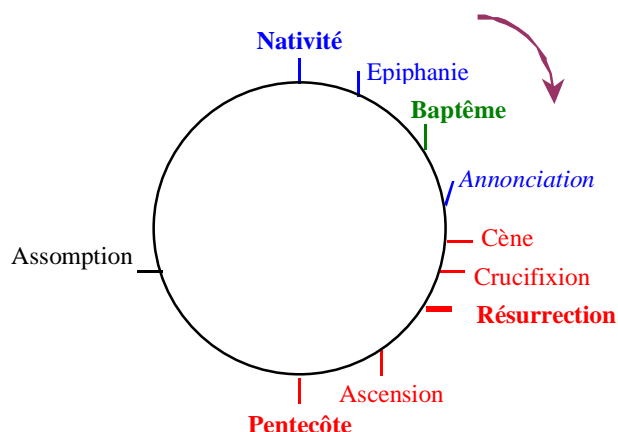 Nativité
Epiphanie
Baptême
Annonciation
Cène
Assomption
Crucifixion
Résurrection
Ascension
Pentecôte